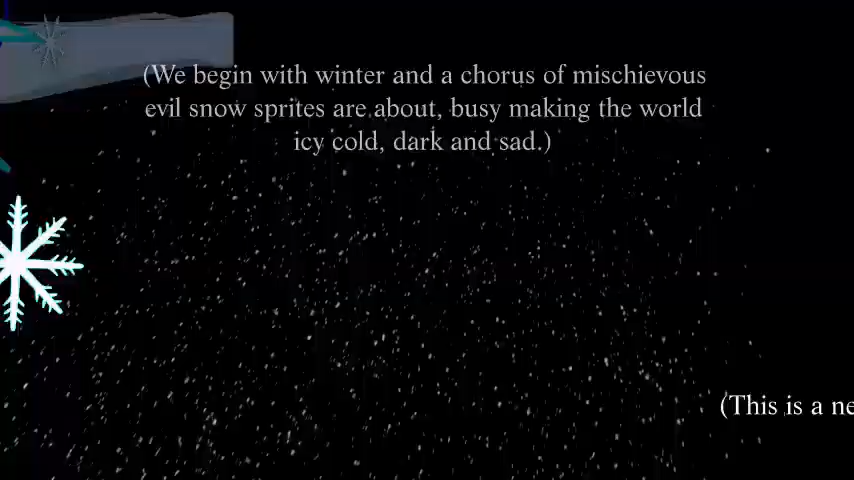 (We begin with winter and a chorus of mischievous
evil snow sprites are about, busy making the world
icy cold, dark and sad.)
(This is a